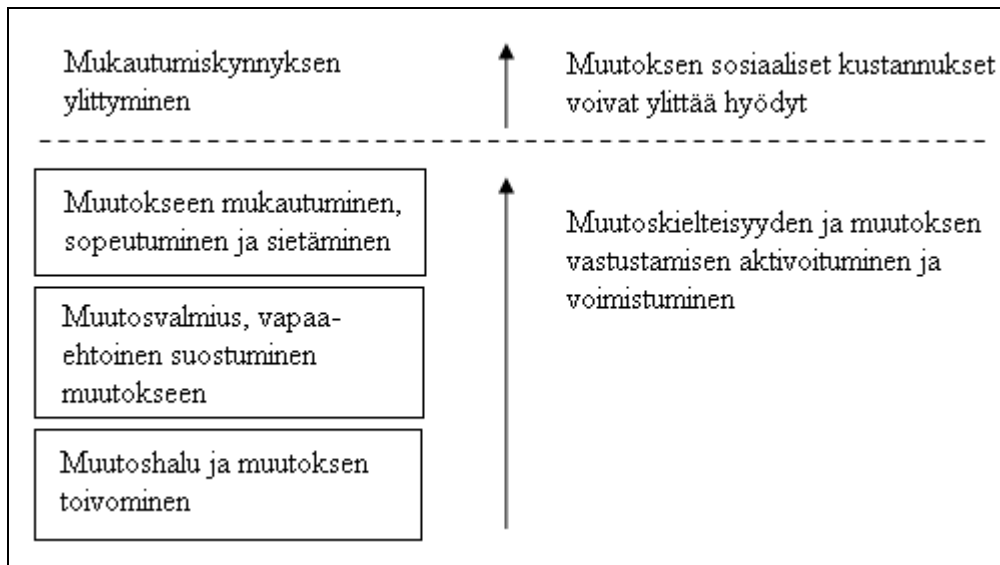 Mukautumiskynnyksen
ylittyminen
Muutoksen sosiaaliset kustannukset
voivat ylittää hyödyt
Muutokseen mukautuminen,
sopeutuminen ja sietäminen
Muutoskielteisyyden ja muutoksen
vastustamisen aktivoituminen ja
voimistuminen
Muutosvalmius, vapaa-
ehtoinen suostuminen
muutokseen
Muutoshalu ja muutoksen
toivominen